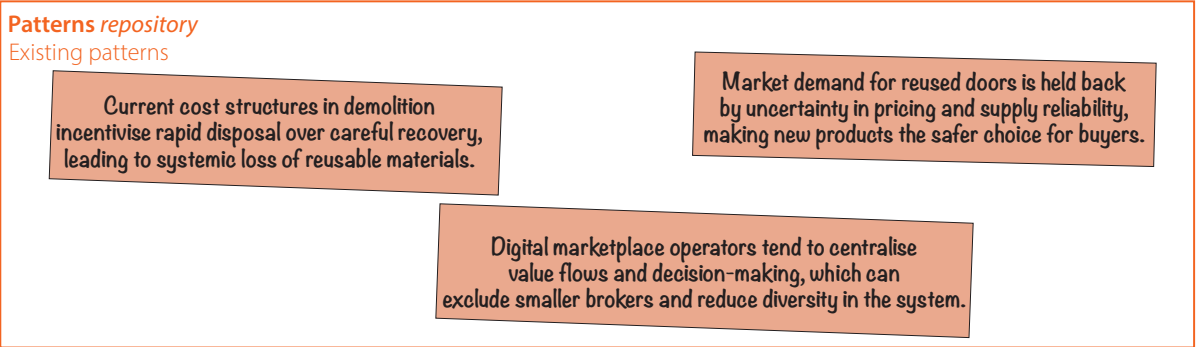 Patterns repository
Existing patterns
Current cost structures in demolition
incentivise rapid disposal over careful recovery,
leading to systemic loss of reusable materials.
Market demand for reused doors is held back
by uncertainty in pricing and supply reliability,
making new products the safer choice for buyers.
Digital marketplace operators tend to centralise
value flows and decision-making, which can
exclude smaller brokers and reduce diversity in the system.